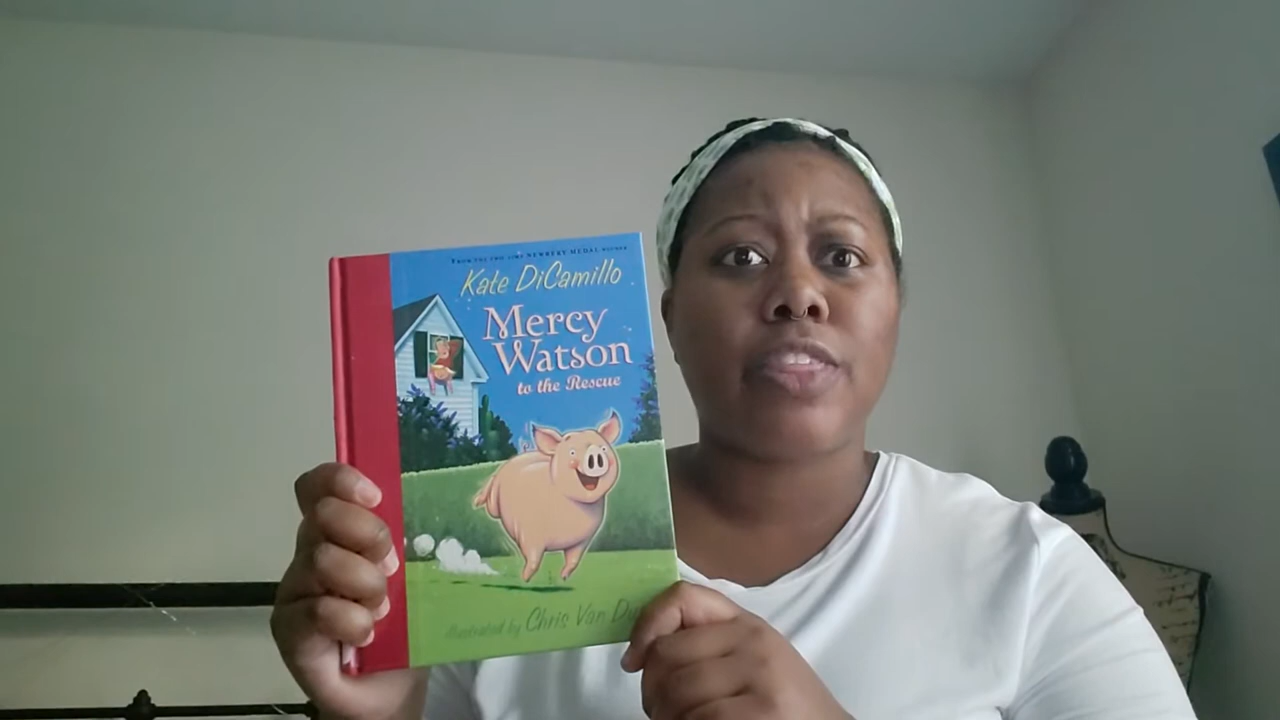 FROM THE TWO-TIME NEWBERY MEDAL WINNER
Kate DiCamillo
Mercy
Watson
to the Rescue
illustrated by Chris Van